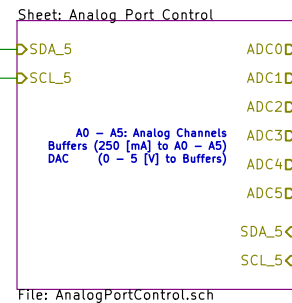 Sheet: Analog Port Control
SDA_5
ADC0
SCL_5
ADC1
ADC2
A0 - A5: Analog Channels
ADC3
Buffers (250 [mA] to A0 - A5)
DAC (0 - 5 [V] to Buffers)
ADC4
ADC5
SDA_5
SCL_5
File: AnalogPortControl.sch